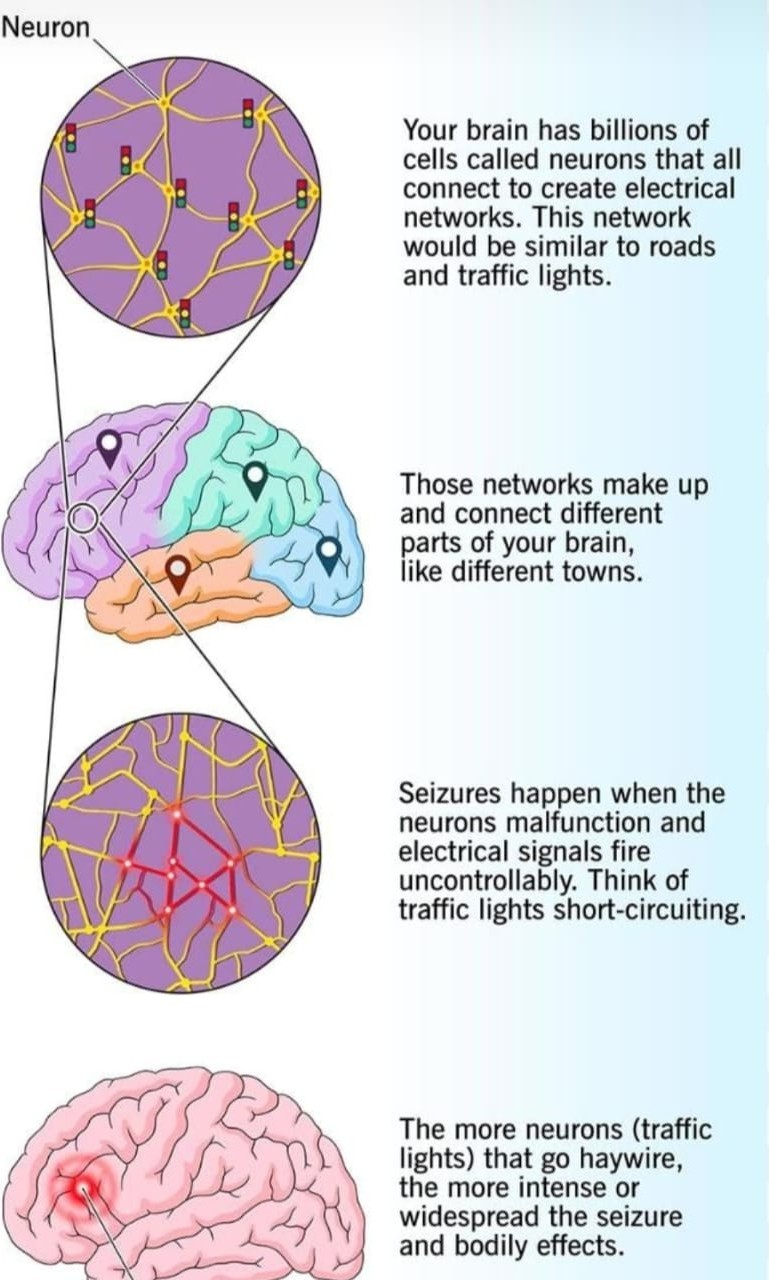 Neuron
Your brain has billions of
cells called neurons that all
connect to create electrical
networks. This network
would be similar to roads
and traffic lights.
Those networks make up
and connect different
parts of your brain,
like different towns.
Seizures happen when the
neurons malfunction and
electrical signals fire
uncontrollably. Think of
traffic lights short-circuiting.
The more neurons (traffic
lights) that go haywire,
the more intense or
widespread the seizure
and bodily effects.